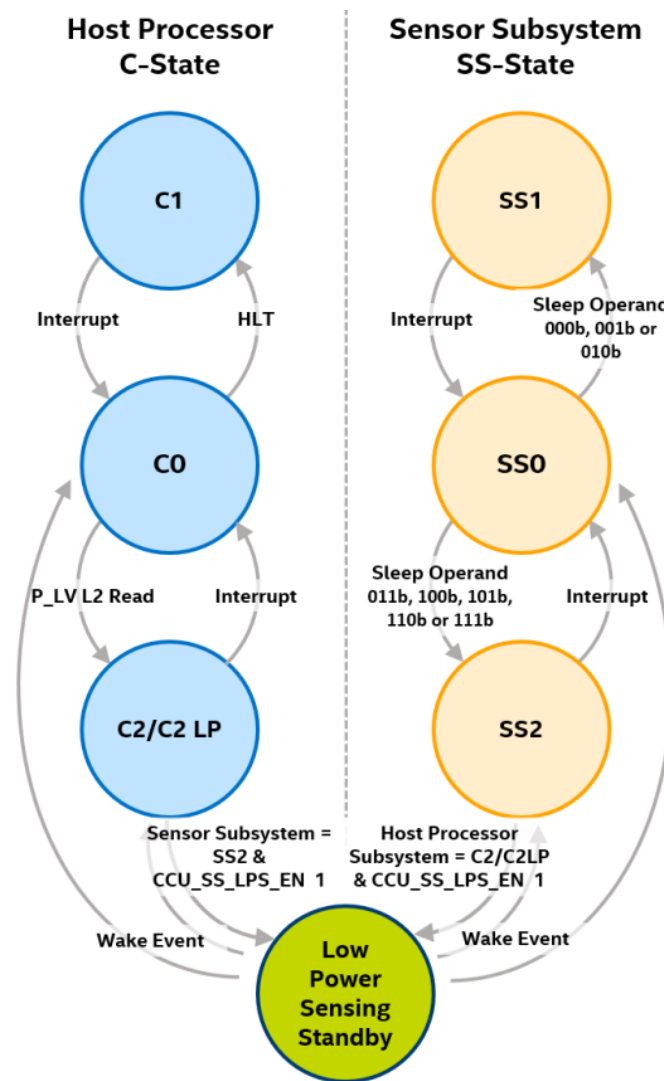 Host Processor
C-State
Sensor Subsystem
SS-State
C1
SS1
Interrupt
HLT
Interrupt
Sleep Operand
000b, 001b or
010b
C0
SS0
P_LV L2 Read
Interrupt
Sleep Operand
011b, 100b, 101b,
110b or 111b
Interrupt
C2/C2 LP
SS2
Sensor Subsystem =
SS2 &
CCU_SS_LPS_EN 1
Host Processor
Subsystem = C2/C2LP
& CCU_SS_LPS_EN 1
Wake Event
Wake Event
Low
Power
Sensing
Standby